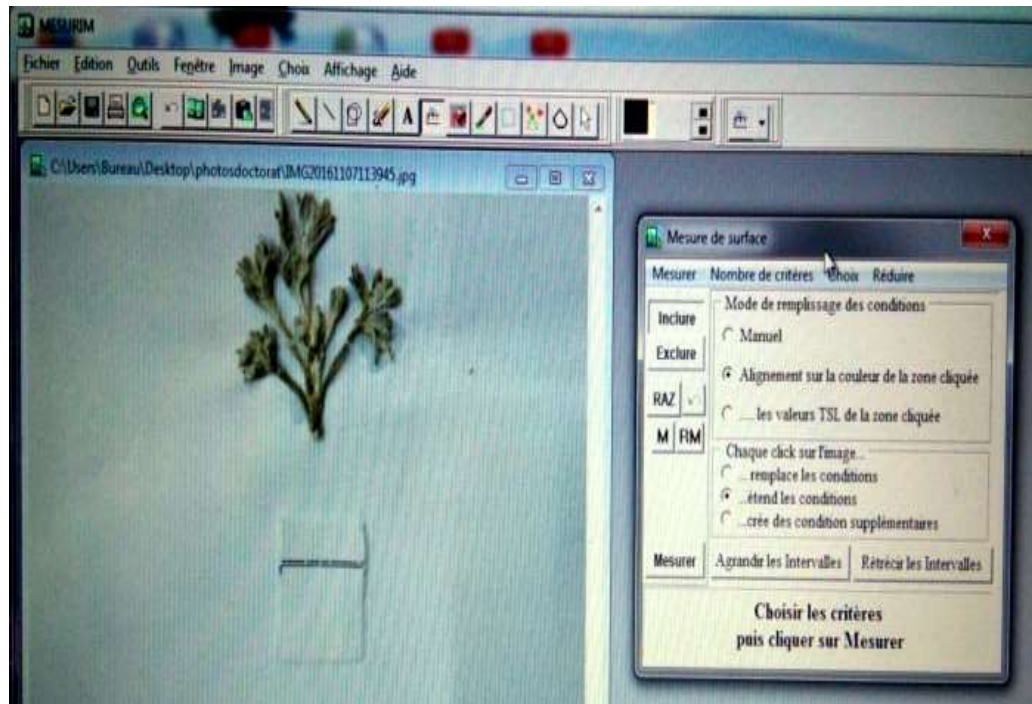 MESURIM
Fichier Edition Outils Fenêtre Image Choix Affichage Aide
A
C:\Users\Bureau\Desktop\photosdoctorat\IMG20161107113945.jpg
Mesure de surface
Mesurer Nombre de critères Choix Réduire
Inclure
Exclure
RAZ
M RM
Mode de remplissage des conditions
Manuel
Alignement sur la couleur de la zone cliquée
.....les valeurs TSL de la zone cliquée
Chaque click sur l'image...
...remplace les conditions
...étend les conditions
...crée des condition supplémentaires
Mesurer Agrandir les Intervalles Rétrécir les Intervalles
Choisir les critères
puis cliquer sur Mesurer